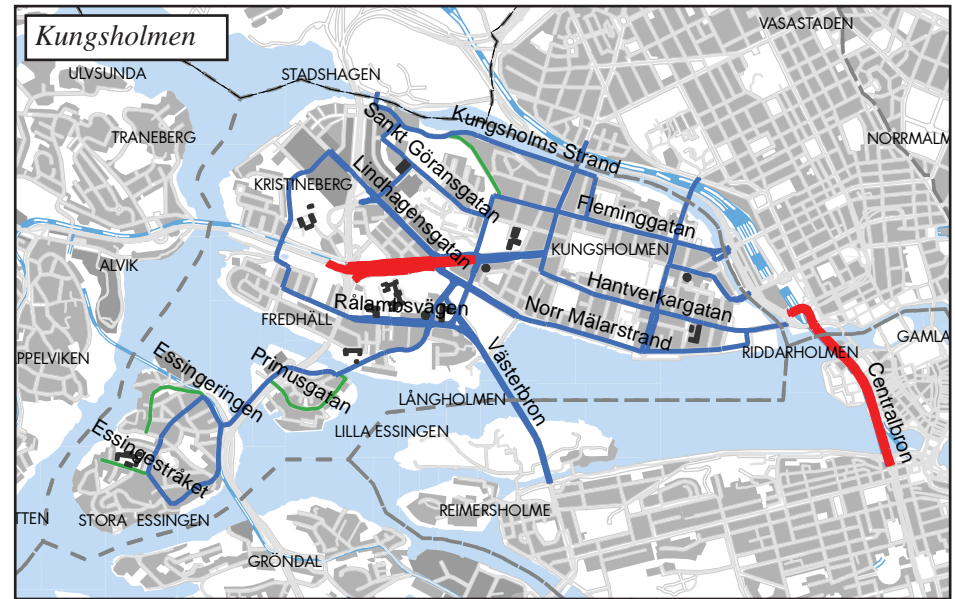 Kungsholmen
VASASTADEN
ULVSUNDA
STADSHAGEN
TRANEBERG
Kungsholms Strand
NORRMALM
Sankt Göransgatan
KRISTINEBERG
Lindhagensgatan
Fleminggatan
KUNGSHOLMEN
ALVIK
Hantverkargatan
Rålambsvägen
Norr Mälarstrand
FREDHÄLL
GAMLA
RIDDARHOLMEN
PPELVIKEN
Essingeringen
Primusgatan
Västerbron
Centralbron
LÅNGHOLMEN
LILLA ESSINGEN
Essingestråket
REIMERSHOLME
TTEN
STORA ESSINGEN
GRÖNDAL